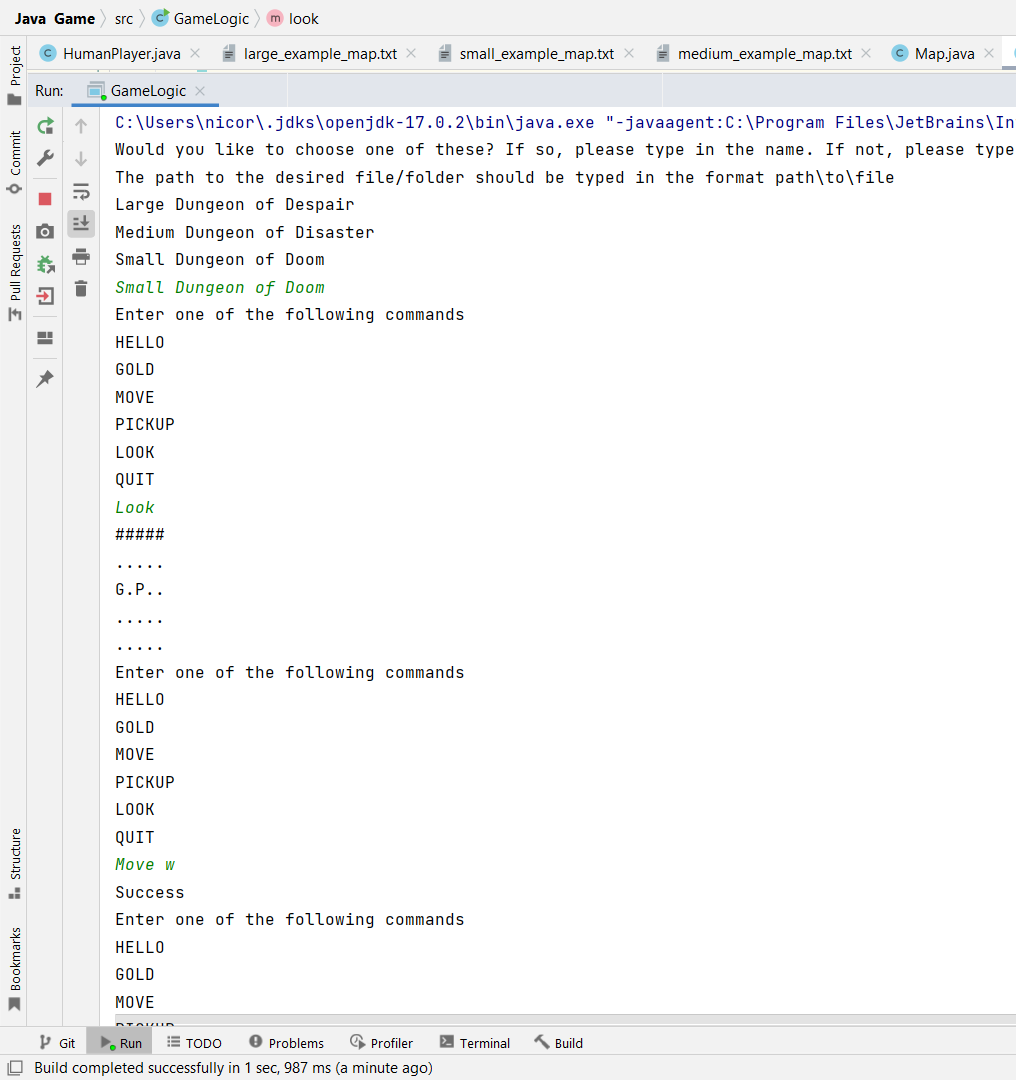 Java Game src GameLogic look
HumanPlayer.java large_example_map.txt small_example_map.txt medium_example_map.txt Map.java
Run: GameLogic
Project
Commit
Pull Requests
Structure
Bookmarks
C:\Users\nicor\.jdks\openjdk-17.0.2\bin\java.exe "-javaagent:C:\Program Files\JetBrains\In
Would you like to choose one of these? If so, please type in the name. If not, please type
The path to the desired file/folder should be typed in the format path\to\file
Large Dungeon of Despair
Medium Dungeon of Disaster
Small Dungeon of Doom
Small Dungeon of Doom
Enter one of the following commands
HELLO
GOLD
MOVE
PICKUP
LOOK
QUIT
Look
#####
.....
G.P..
.....
.....
Enter one of the following commands
HELLO
GOLD
MOVE
PICKUP
LOOK
QUIT
Move w
Success
Enter one of the following commands
HELLO
GOLD
MOVE
PICKUP
Git Run TODO Problems Profiler Terminal Build
Build completed successfully in 1 sec, 987 ms (a minute ago)